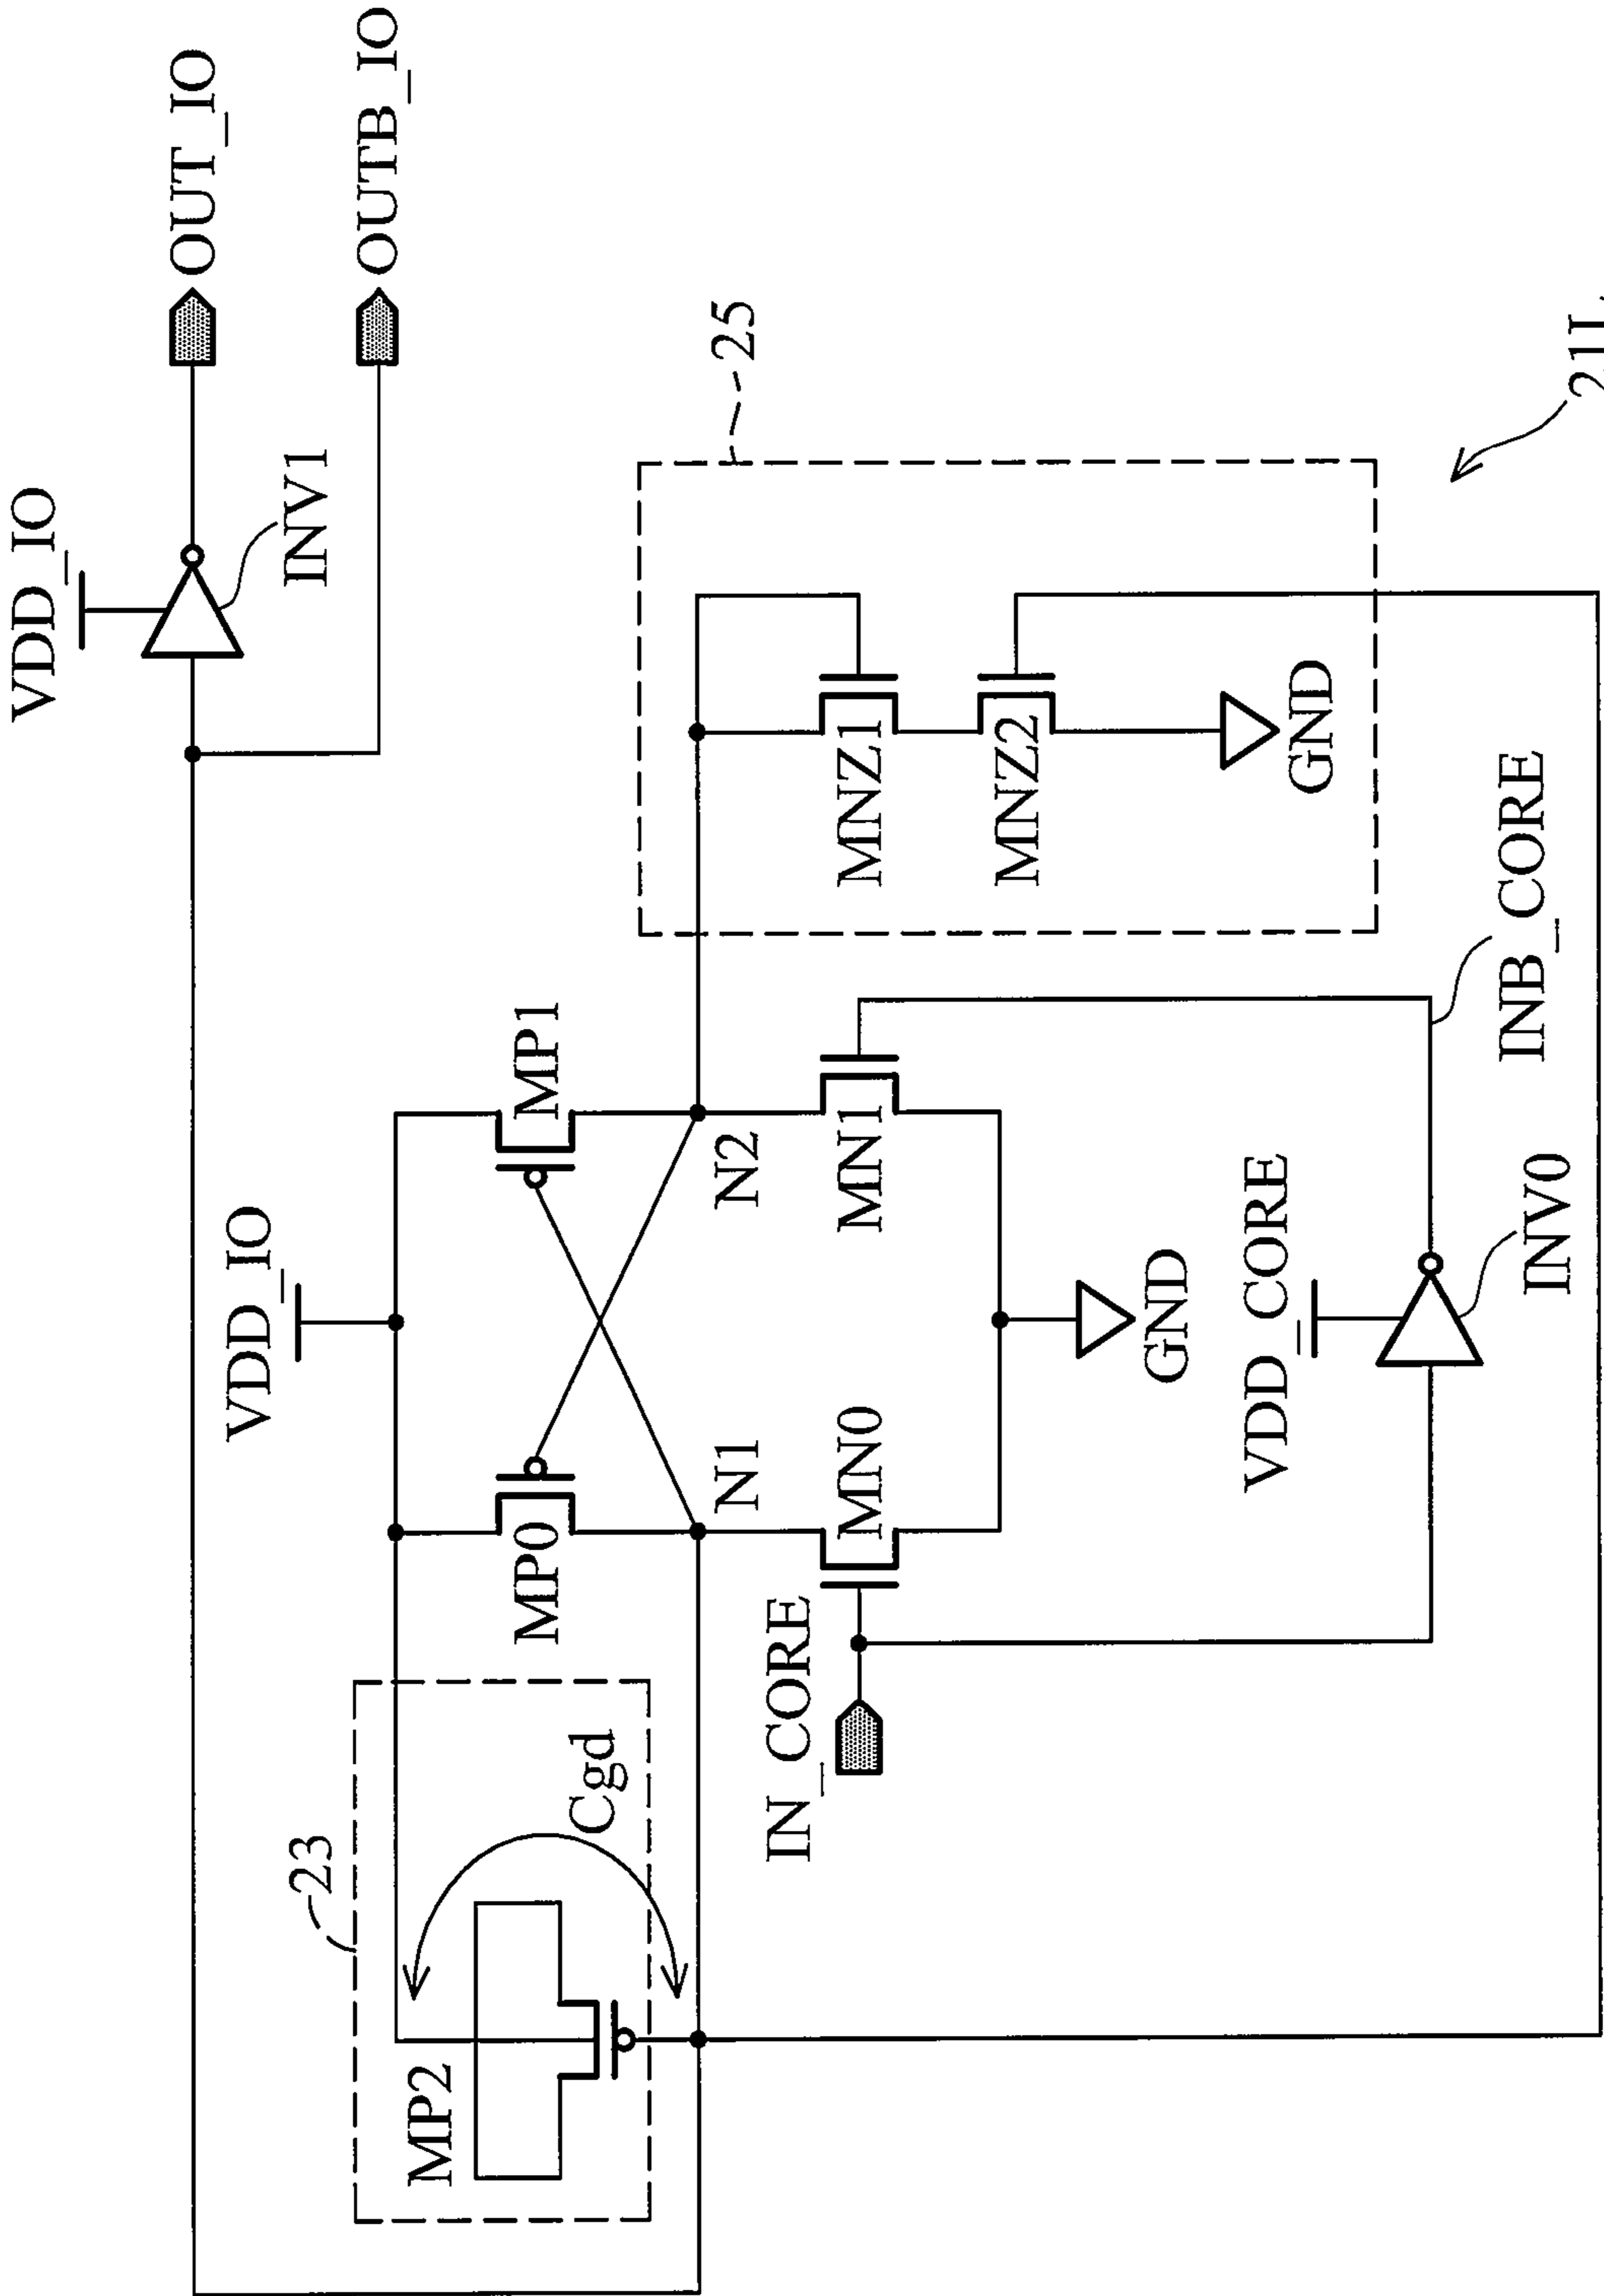 VDD_IO
OUT_IO
INV1
OUTB_IO
VDD_IO
23
MP2
Cgd
MP0
MP1
N1
N2
25
IN_CORE
MN0
MN1
MNZ1
MNZ2
GND
GND
VDD_CORE
INB_CORE
INV0